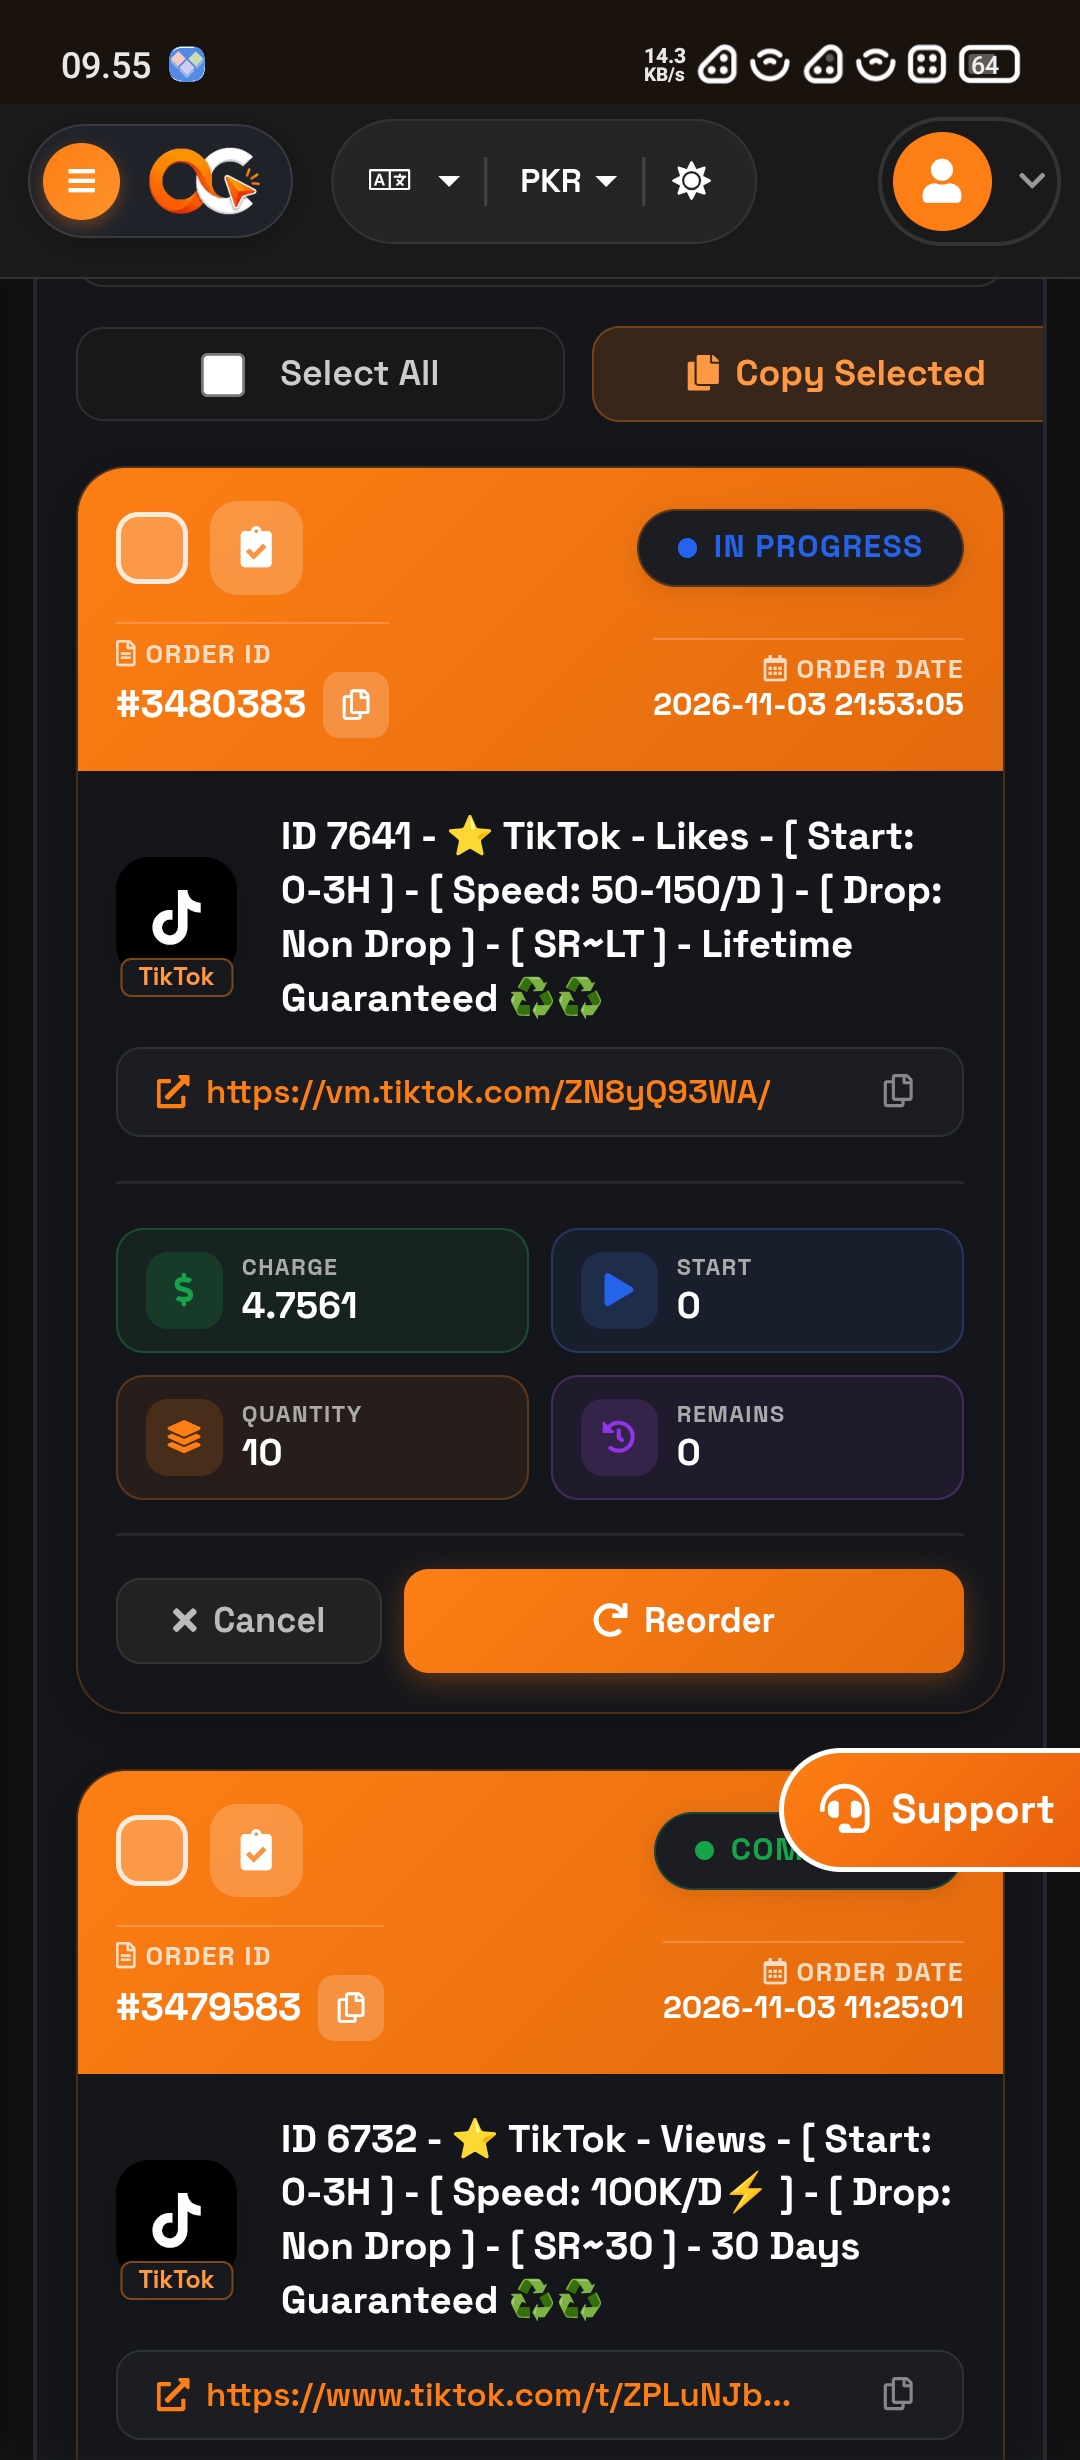 09.55
14.3
KB/s
64
PKR
Select All
Copy Selected
IN PROGRESS
ORDER ID
#3480383
ORDER DATE
2026-11-03 21:53:05
ID 7641 - ⭐ TikTok - Likes - [ Start:
0-3H ] - [ Speed: 50-150/D ] - [ Drop:
Non Drop ] - [ SR~LT ] - Lifetime
Guaranteed ♻️♻️
TikTok
https://vm.tiktok.com/ZN8yQ93WA/
CHARGE
4.7561
START
0
QUANTITY
10
REMAINS
0
Cancel
Reorder
Support
ORDER ID
#3479583
ORDER DATE
2026-11-03 11:25:01
ID 6732 - ⭐ TikTok - Views - [ Start:
0-3H ] - [ Speed: 100K/D⚡ ] - [ Drop:
Non Drop ] - [ SR~30 ] - 30 Days
Guaranteed ♻️♻️
TikTok
https://www.tiktok.com/t/ZPLuNJb...